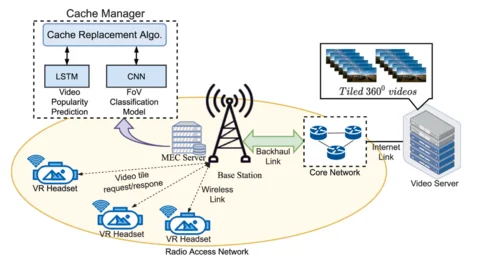 Cache Manager
Cache Replacement Algo.
LSTM
CNN
Video
Popularity
Prediction
FoV
Classification
Model
Tiled 360⁰ videos
MEC Server
Base Station
Backhaul
Link
Core Network
Internet
Link
Video Server
VR Headset
Video tile
request/respone
Wireless
Link
VR Headset
VR Headset
Radio Access Network